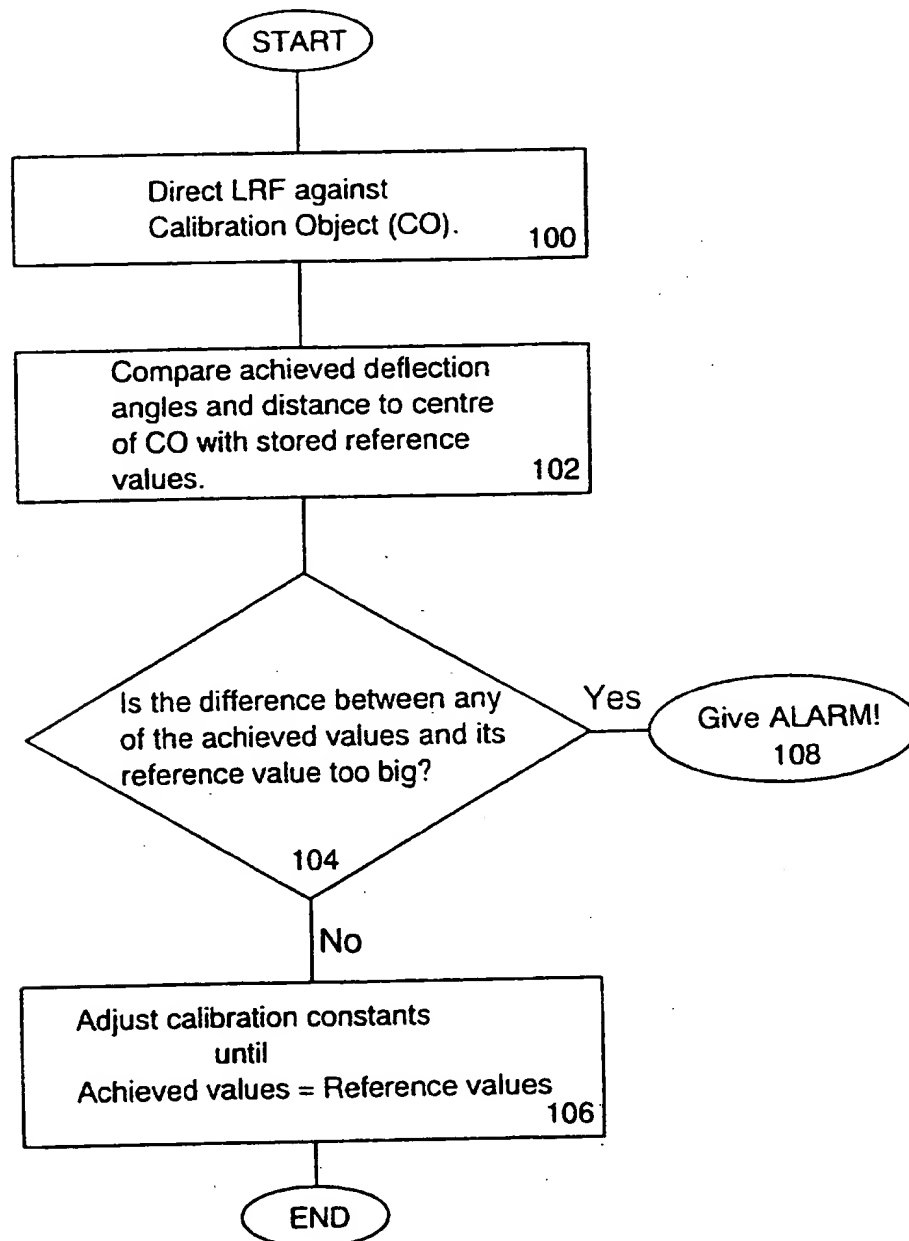 START
Direct LRF against
Calibration Object (CO).
100
Compare achieved deflection
angles and distance to centre
of CO with stored reference
values.
102
Is the difference between any
of the achieved values and its
reference value too big?
104
Yes
Give ALARM!
108
No
Adjust calibration constants
until
Achieved values = Reference values
106
END